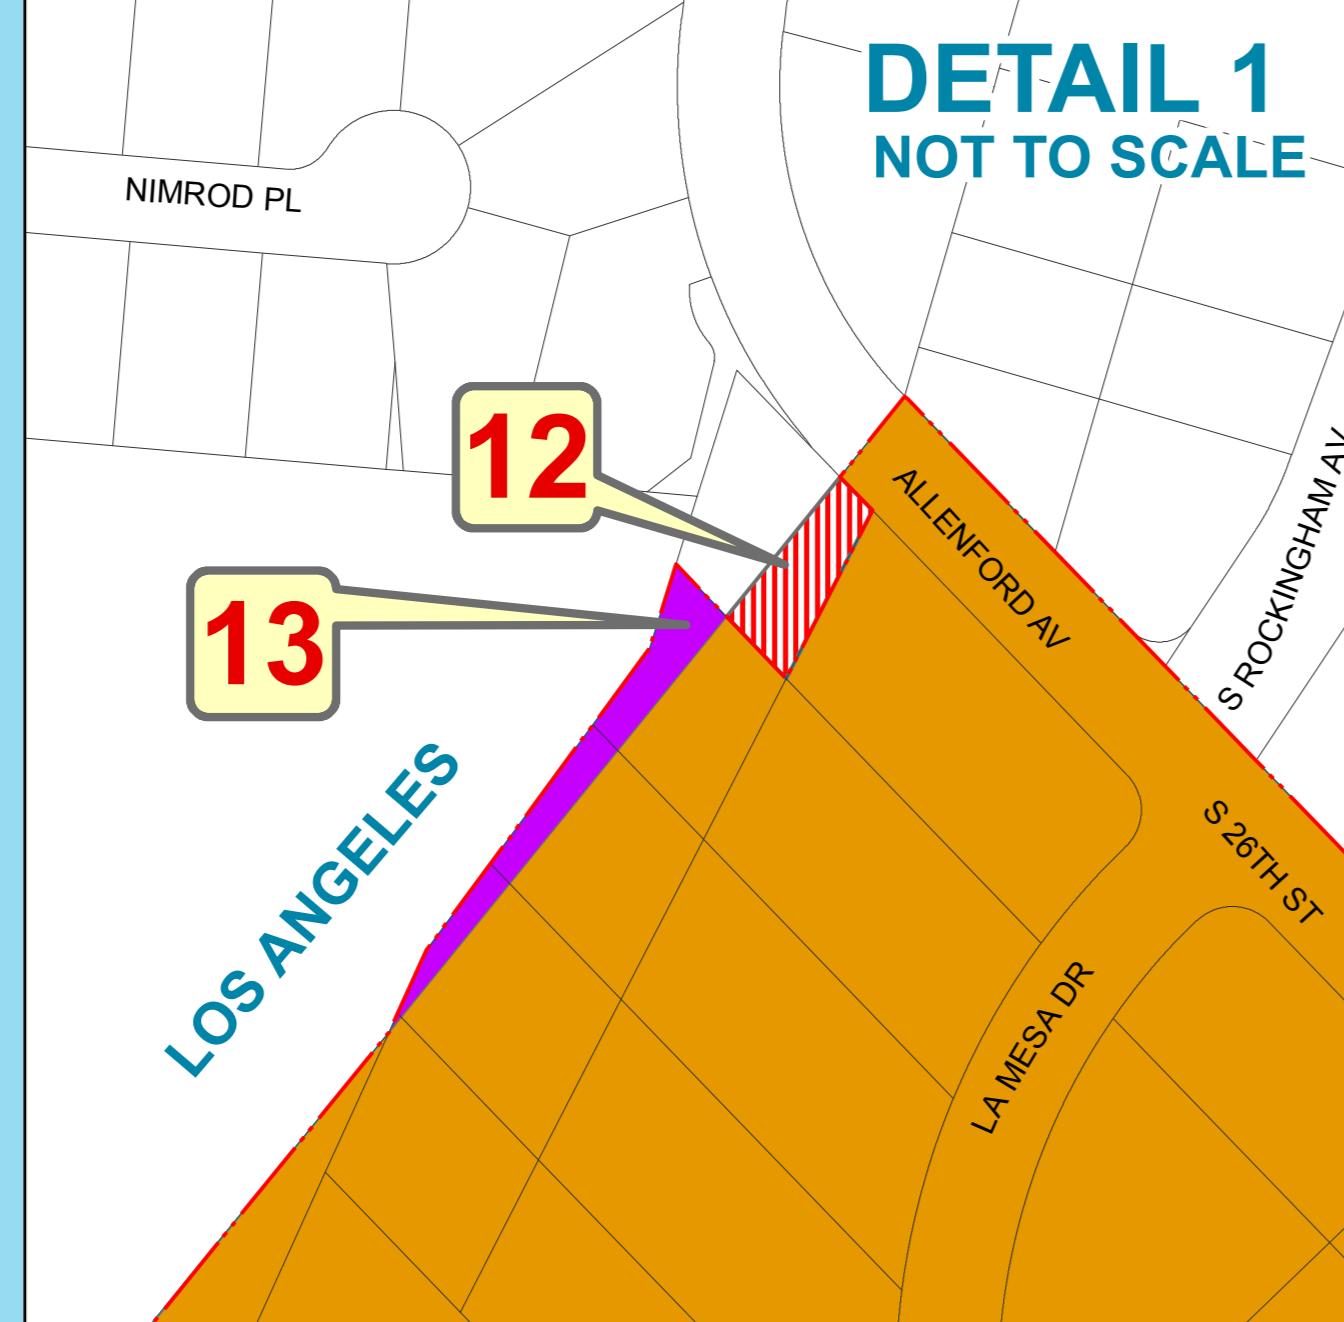 DETAIL 1
NOT TO SCALE
NIMROD PL
12
ALLENFORD AV
S ROCKINGHAM AV
13
LOS ANGELES
S 26TH ST
LA MESA DR